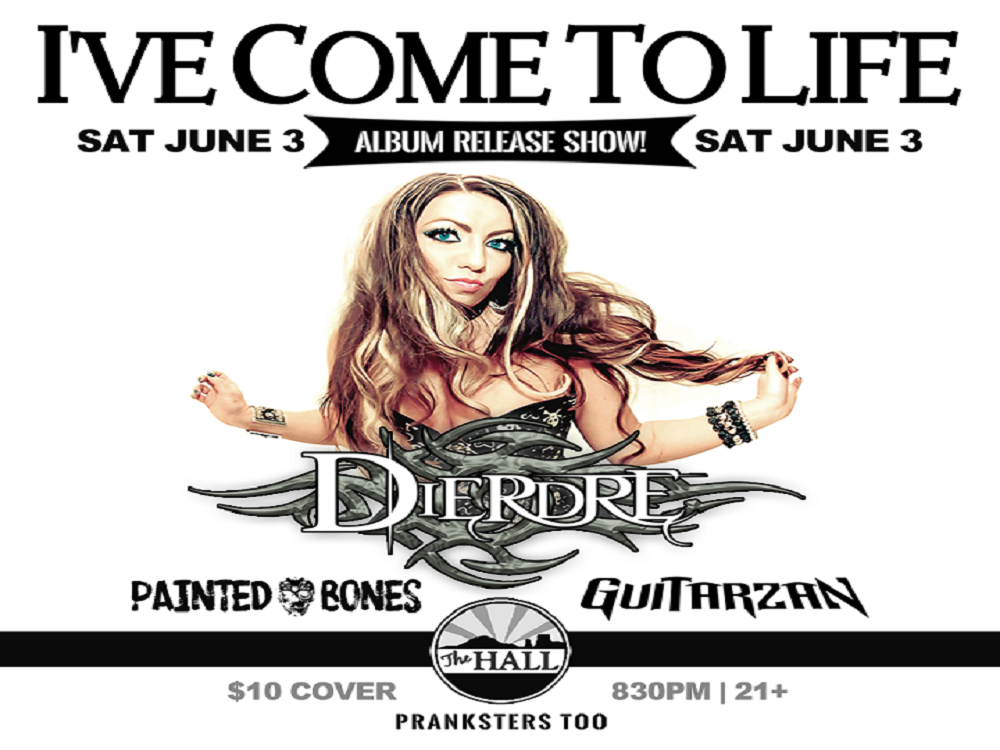 I'VE COME TO LIFE
SAT JUNE 3 ALBUM RELEASE SHOW! SAT JUNE 3
DIERDRE
PAINTED BONES GUITARZAN
The HALL
$10 COVER 830PM | 21+
PRANKSTERS TOO